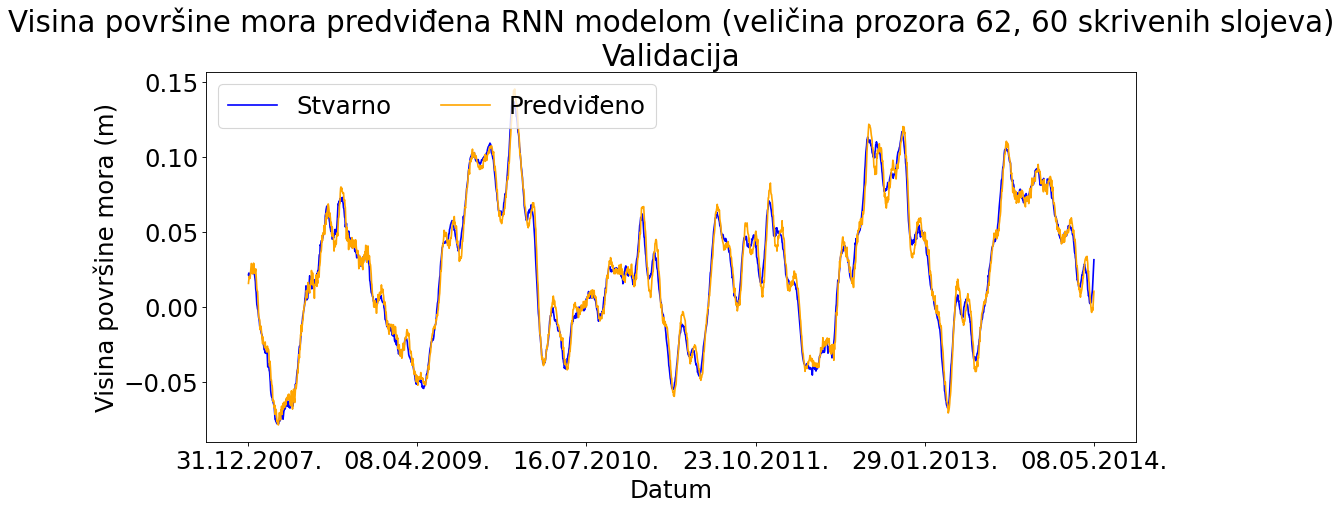 Visina površine mora predviđena RNN modelom (veličina prozora 62, 60 skrivenih slojeva)
Validacija
Stvarno Predviđeno
Visina površine mora (m)
0.15
0.10
0.05
0.00
−0.05
31.12.2007. 08.04.2009. 16.07.2010. 23.10.2011. 29.01.2013. 08.05.2014.
Datum